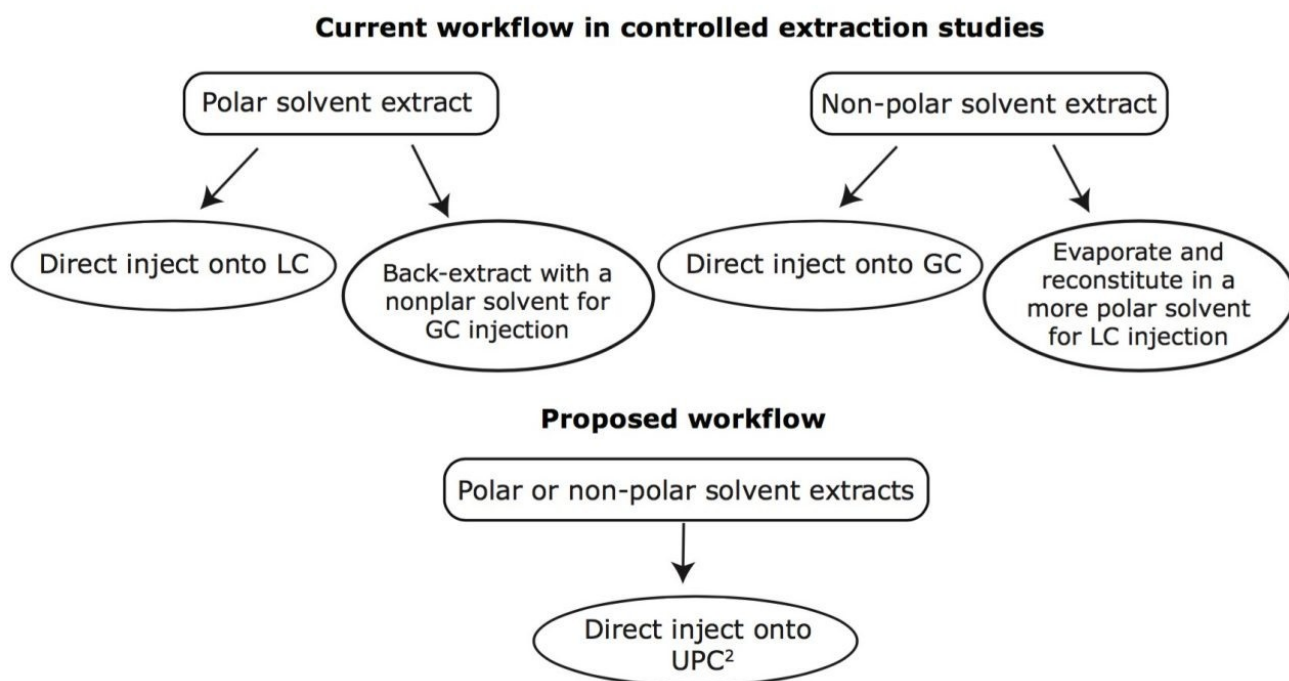 Current workflow in controlled extraction studies
Polar solvent extract
Non-polar solvent extract
Direct inject onto LC
Back-extract with a
nonplar solvent for
GC injection
Direct inject onto GC
Evaporate and
reconstitute in a
more polar solvent
for LC injection
Proposed workflow
Polar or non-polar solvent extracts
Direct inject onto
UPC²